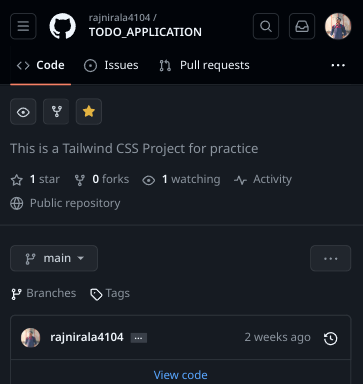 rajnirala4104 /
TODO_APPLICATION
Code Issues Pull requests ...
This is a Tailwind CSS Project for practice
1 star 0 forks 1 watching Activity
Public repository
main ...
Branches Tags
rajnirala4104 ... 2 weeks ago
View code